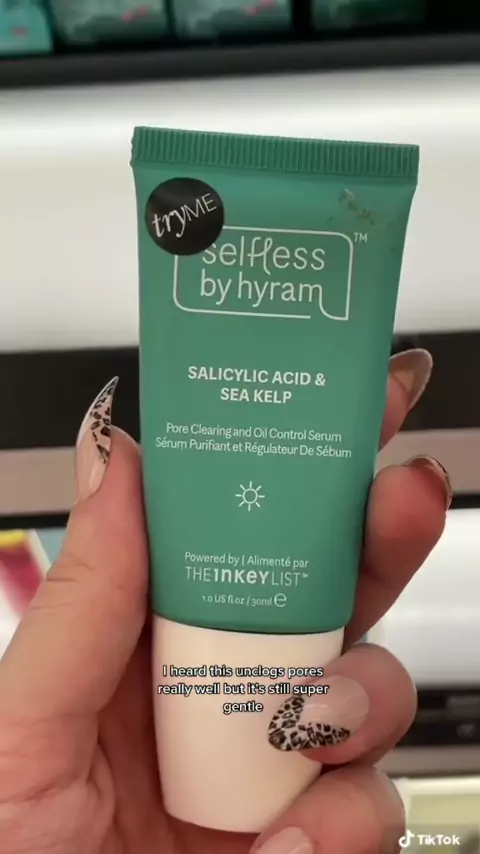 tryME
selfless
by hyram
TM
SALICYLIC ACID &
SEA KELP
Pore Clearing and Oil Control Serum
Sérum Purifiant et Régulateur De Sébum
Powered by | Alimenté par
THE INKEY LIST™
1.0 US fl.oz / 30ml ℮
I heard this unclogs pores
really well but it's still super
gentle
TikTok